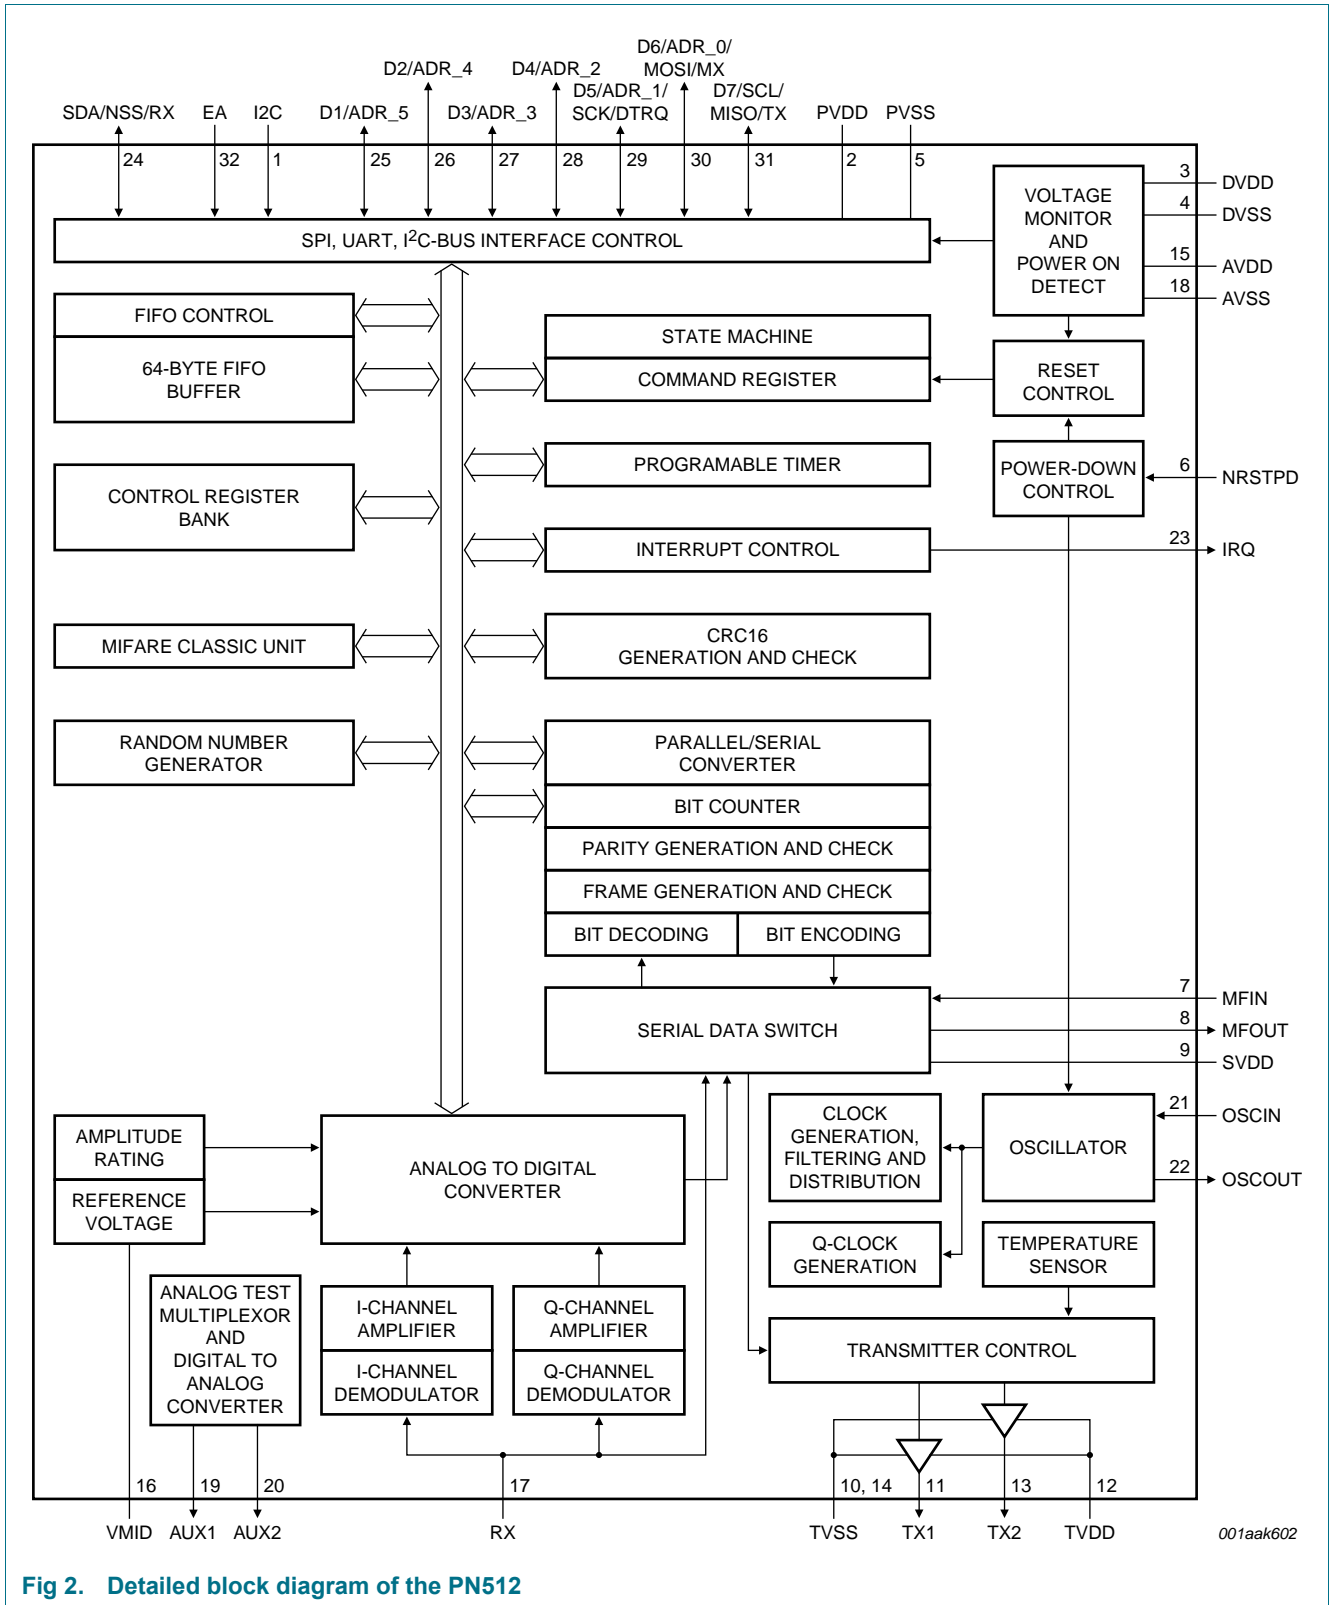 D6/ADR_0/
MOSI/MX
D2/ADR_4
D4/ADR_2
D5/ADR_1/
SCK/DTRQ
D7/SCL/
MISO/TX
SDA/NSS/RX
EA
I2C
D1/ADR_5
D3/ADR_3
PVDD
PVSS
24
32
1
25
26
27
28
29
30
31
2
5
3
DVDD
4
DVSS
15
AVDD
18
AVSS
VOLTAGE
MONITOR
AND
POWER ON
DETECT
SPI, UART, I2C-BUS INTERFACE CONTROL
FIFO CONTROL
64-BYTE FIFO
BUFFER
STATE MACHINE
COMMAND REGISTER
RESET
CONTROL
CONTROL REGISTER
BANK
PROGRAMABLE TIMER
POWER-DOWN
CONTROL
6
NRSTPD
INTERRUPT CONTROL
23
IRQ
MIFARE CLASSIC UNIT
CRC16
GENERATION AND CHECK
RANDOM NUMBER
GENERATOR
PARALLEL/SERIAL
CONVERTER
BIT COUNTER
PARITY GENERATION AND CHECK
FRAME GENERATION AND CHECK
BIT DECODING
BIT ENCODING
SERIAL DATA SWITCH
7
MFIN
8
MFOUT
9
SVDD
AMPLITUDE
RATING
REFERENCE
VOLTAGE
ANALOG TO DIGITAL
CONVERTER
CLOCK
GENERATION,
FILTERING AND
DISTRIBUTION
OSCILLATOR
21
OSCIN
22
OSCOUT
Q-CLOCK
GENERATION
TEMPERATURE
SENSOR
ANALOG TEST
MULTIPLEXOR
AND
DIGITAL TO
ANALOG
CONVERTER
I-CHANNEL
AMPLIFIER
I-CHANNEL
DEMODULATOR
Q-CHANNEL
AMPLIFIER
Q-CHANNEL
DEMODULATOR
TRANSMITTER CONTROL
16
19
20
17
10, 14
11
13
12
VMID
AUX1
AUX2
RX
TVSS
TX1
TX2
TVDD
001aak602
Fig 2. Detailed block diagram of the PN512